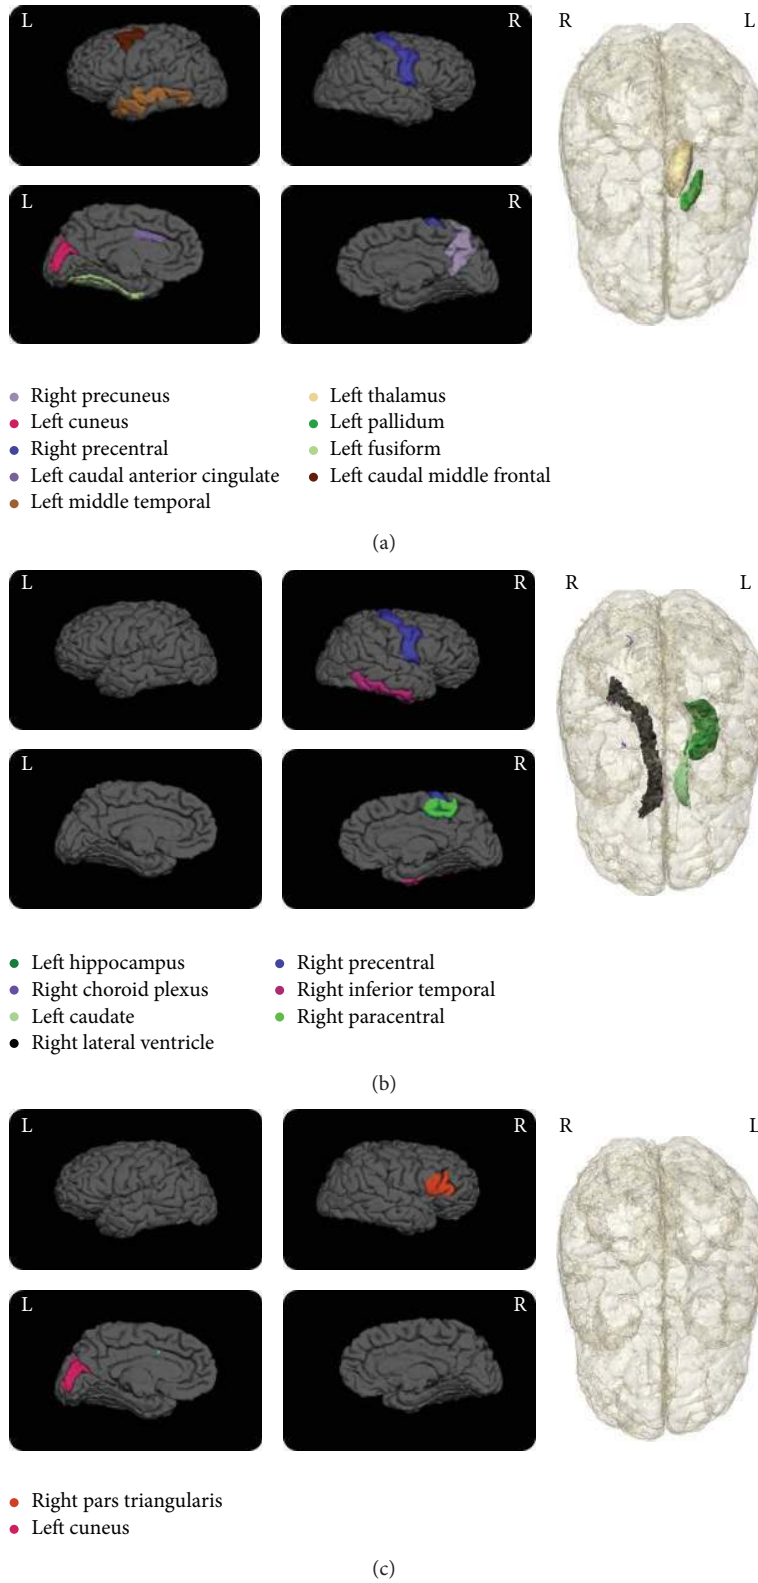 L
R
R
L
L
R
Right precuneus
Left cuneus
Right precentral
Left caudal anterior cingulate
Left middle temporal
Left thalamus
Left pallidum
Left fusiform
Left caudal middle frontal
(a)
L
R
R
L
L
R
Left hippocampus
Right choroid plexus
Left caudate
Right lateral ventricle
Right precentral
Right inferior temporal
Right paracentral
(b)
L
R
R
L
L
R
Right pars triangularis
Left cuneus
(c)